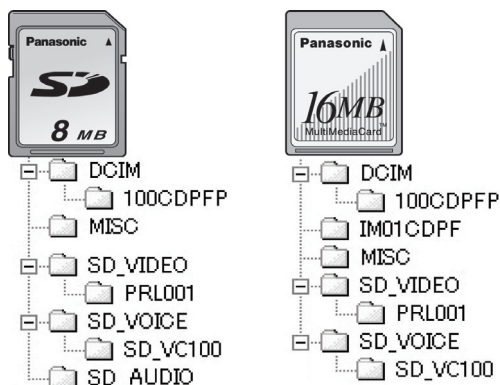 Panasonic
SD
8 MB
DCIM
100CDPFP
MISC
SD_VIDEO
PRL001
SD_VOICE
SD_VC100
SD_AUDIO
Panasonic
16MB
MultiMediaCard™
DCIM
100CDPFP
IM01CDPF
MISC
SD_VIDEO
PRL001
SD_VOICE
SD_VC100